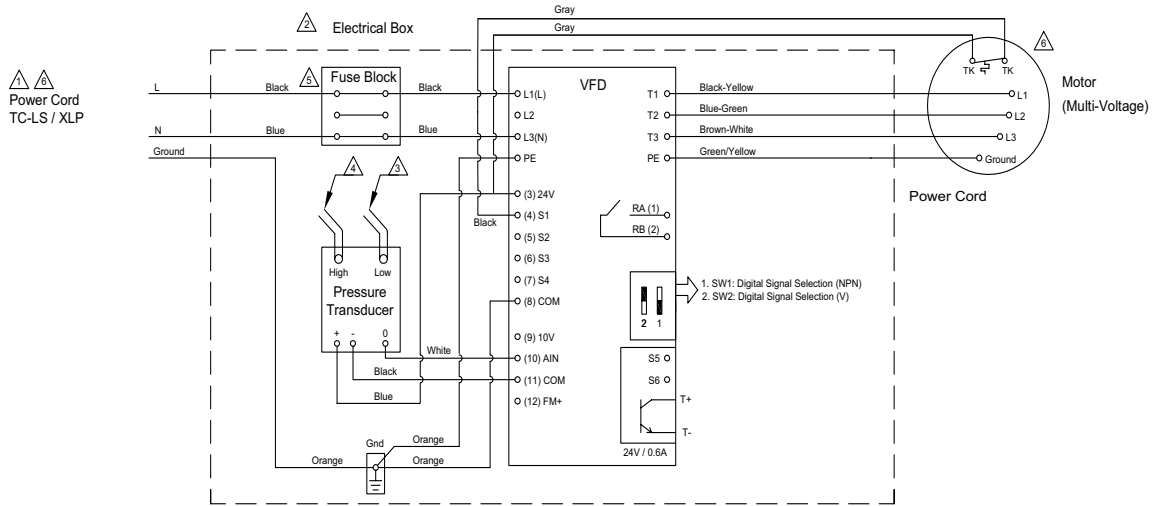 Gray
2
Electrical Box
Gray
6
1 6
Power Cord
TC-LS / XLP
L
Black
5
Fuse Block
Black
L1(L)
VFD
T1
Black-Yellow
TK
TK
L1
Motor
(Multi-Voltage)
L2
T2
Blue-Green
L2
N
Blue
Blue
L3(N)
T3
Brown-White
L3
Ground
PE
PE
Green/Yellow
Ground
4
3
(3) 24V
Power Cord
Black
(4) S1
RA (1)
(5) S2
RB (2)
(6) S3
High
Low
(7) S4
Pressure
Transducer
(8) COM
1. SW1: Digital Signal Selection (NPN)
2. SW2: Digital Signal Selection (V)
2 1
+ - 0
(9) 10V
White
(10) AIN
S5
Black
(11) COM
S6
Blue
(12) FM+
T+
T-
Gnd
Orange
Orange
Orange
24V / 0.6A